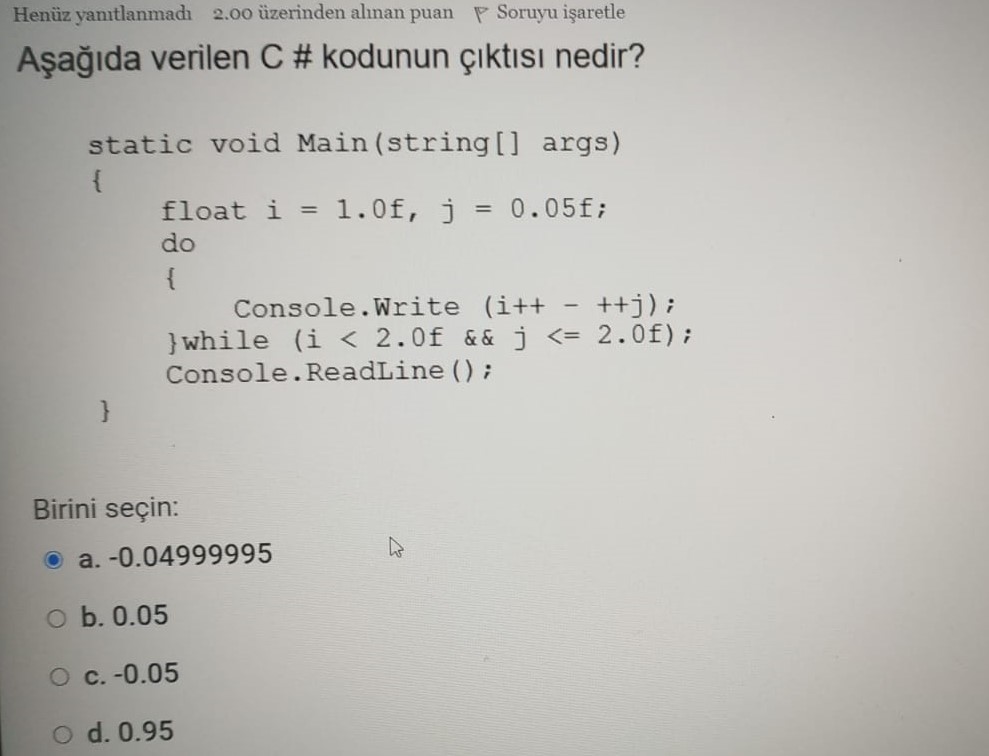 Henüz yanıtlanmadı 2.00 üzerinden alınan puan Soruyu işaretle
Aşağıda verilen C # kodunun çıktısı nedir?
static void Main(string[] args)
{
float i = 1.0f, j = 0.05f;
do
{
Console.Write (i++ - ++j);
}while (i < 2.0f && j <= 2.0f);
Console.ReadLine();
}
Birini seçin:
a. -0.04999995
b. 0.05
c. -0.05
d. 0.95